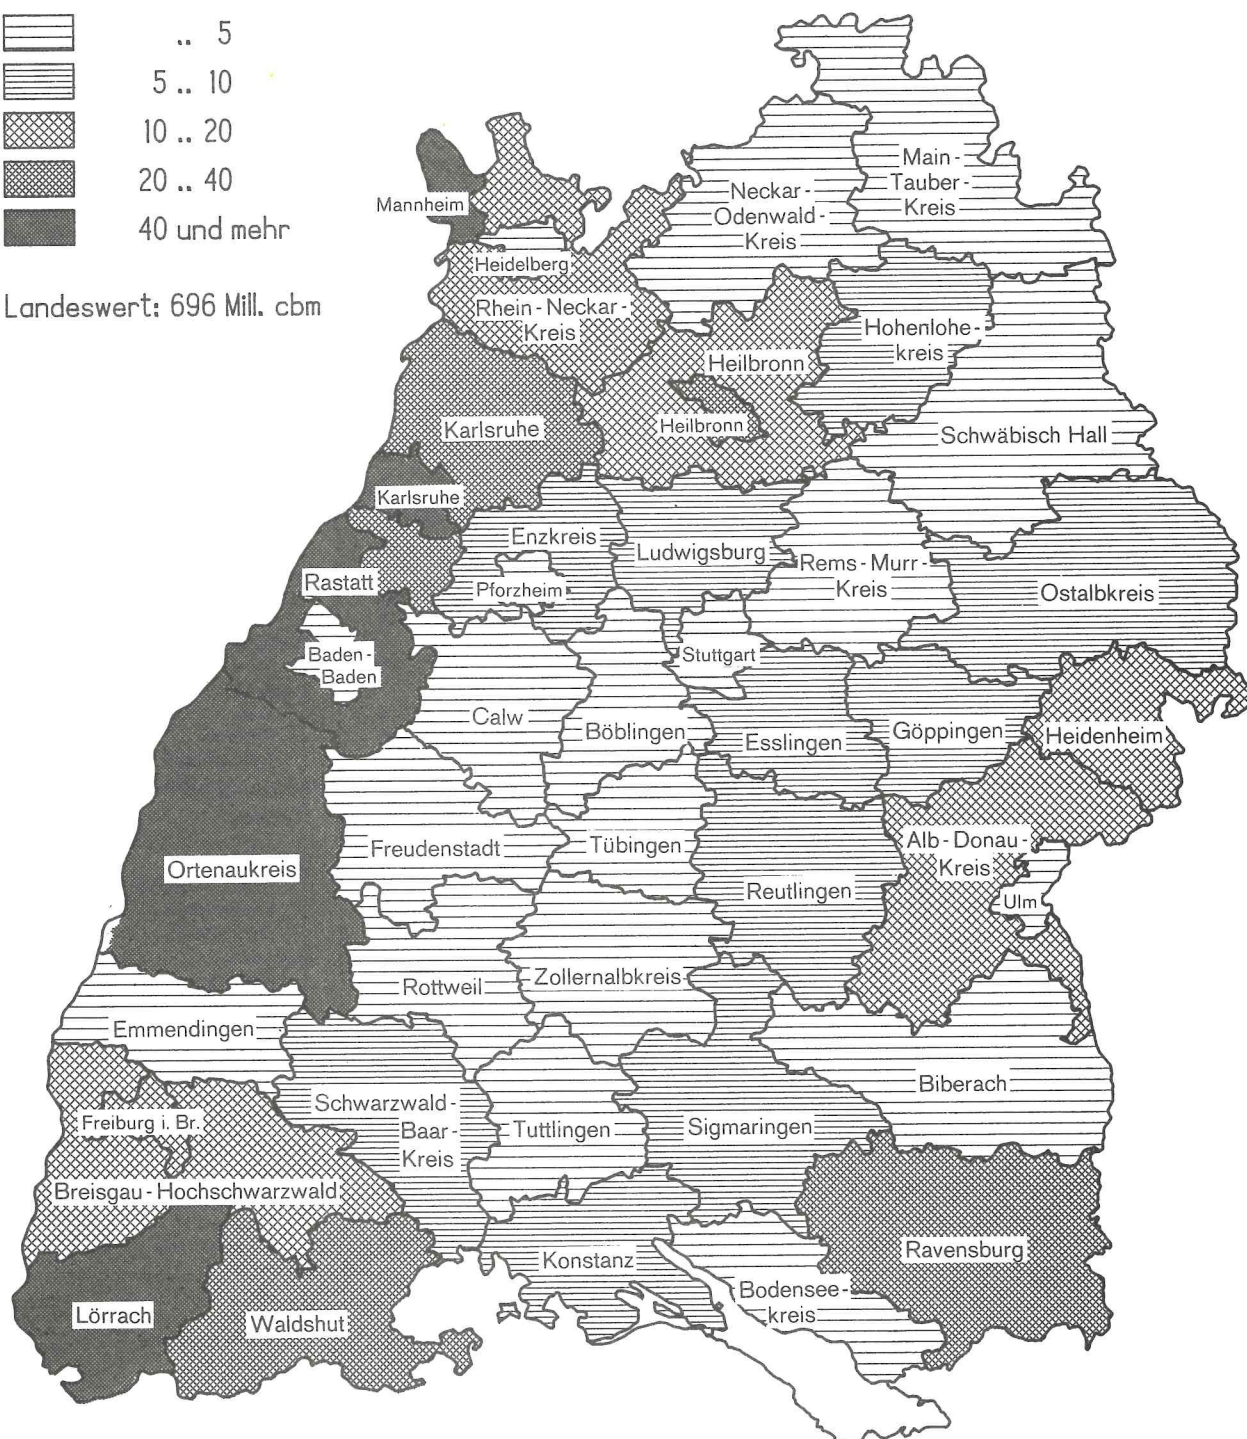 .. 5
5 .. 10
10 .. 20
20 .. 40
40 und mehr
Landeswert: 696 Mill. cbm
Main-
Tauber-
Kreis
Neckar-
Odenwald-
Kreis
Mannheim
Heidelberg
Rhein-Neckar-
Kreis
Hohenlohe-
kreis
Heilbronn
Heilbronn
Karlsruhe
Schwäbisch Hall
Karlsruhe
Enzkreis
Ludwigsburg
Rems-Murr-
Kreis
Rastatt
Pforzheim
Ostalbkreis
Baden-
Baden
Stuttgart
Calw
Böblingen
Esslingen
Göppingen
Heidenheim
Freudenstadt
Tübingen
Alb-Donau-
Kreis
Ortenaukreis
Reutlingen
Ulm
Rottweil
Zollernalbkreis
Emmendingen
Biberach
Schwarzwald-
Baar-
Kreis
Freiburg i. Br.
Tuttlingen
Sigmaringen
Breisgau-Hochschwarzwald
Konstanz
Ravensburg
Bodensee-
kreis
Lörrach
Waldshut